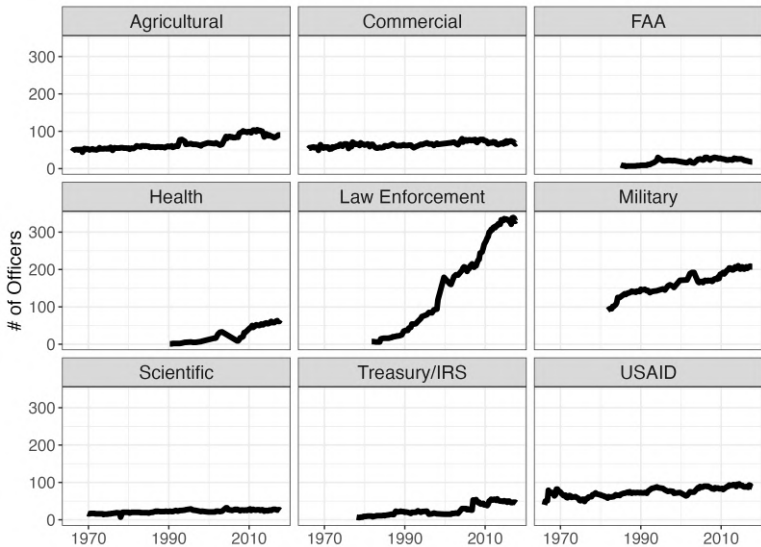 Agricultural Commercial FAA
300
200
100
0
Health Law Enforcement Military
# of Officers
300
200
100
0
Scientific Treasury/IRS USAID
300
200
100
0
1970 1990 2010 1970 1990 2010 1970 1990 2010